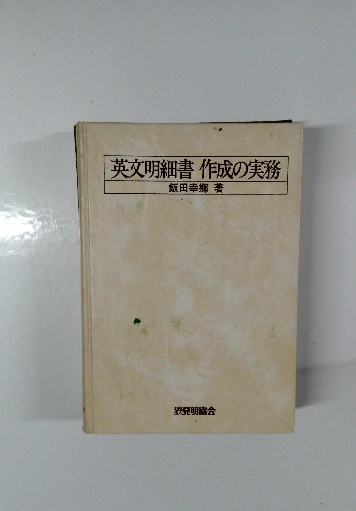 英文明細書 作成の実務
飯田幸郷 著
発明協会